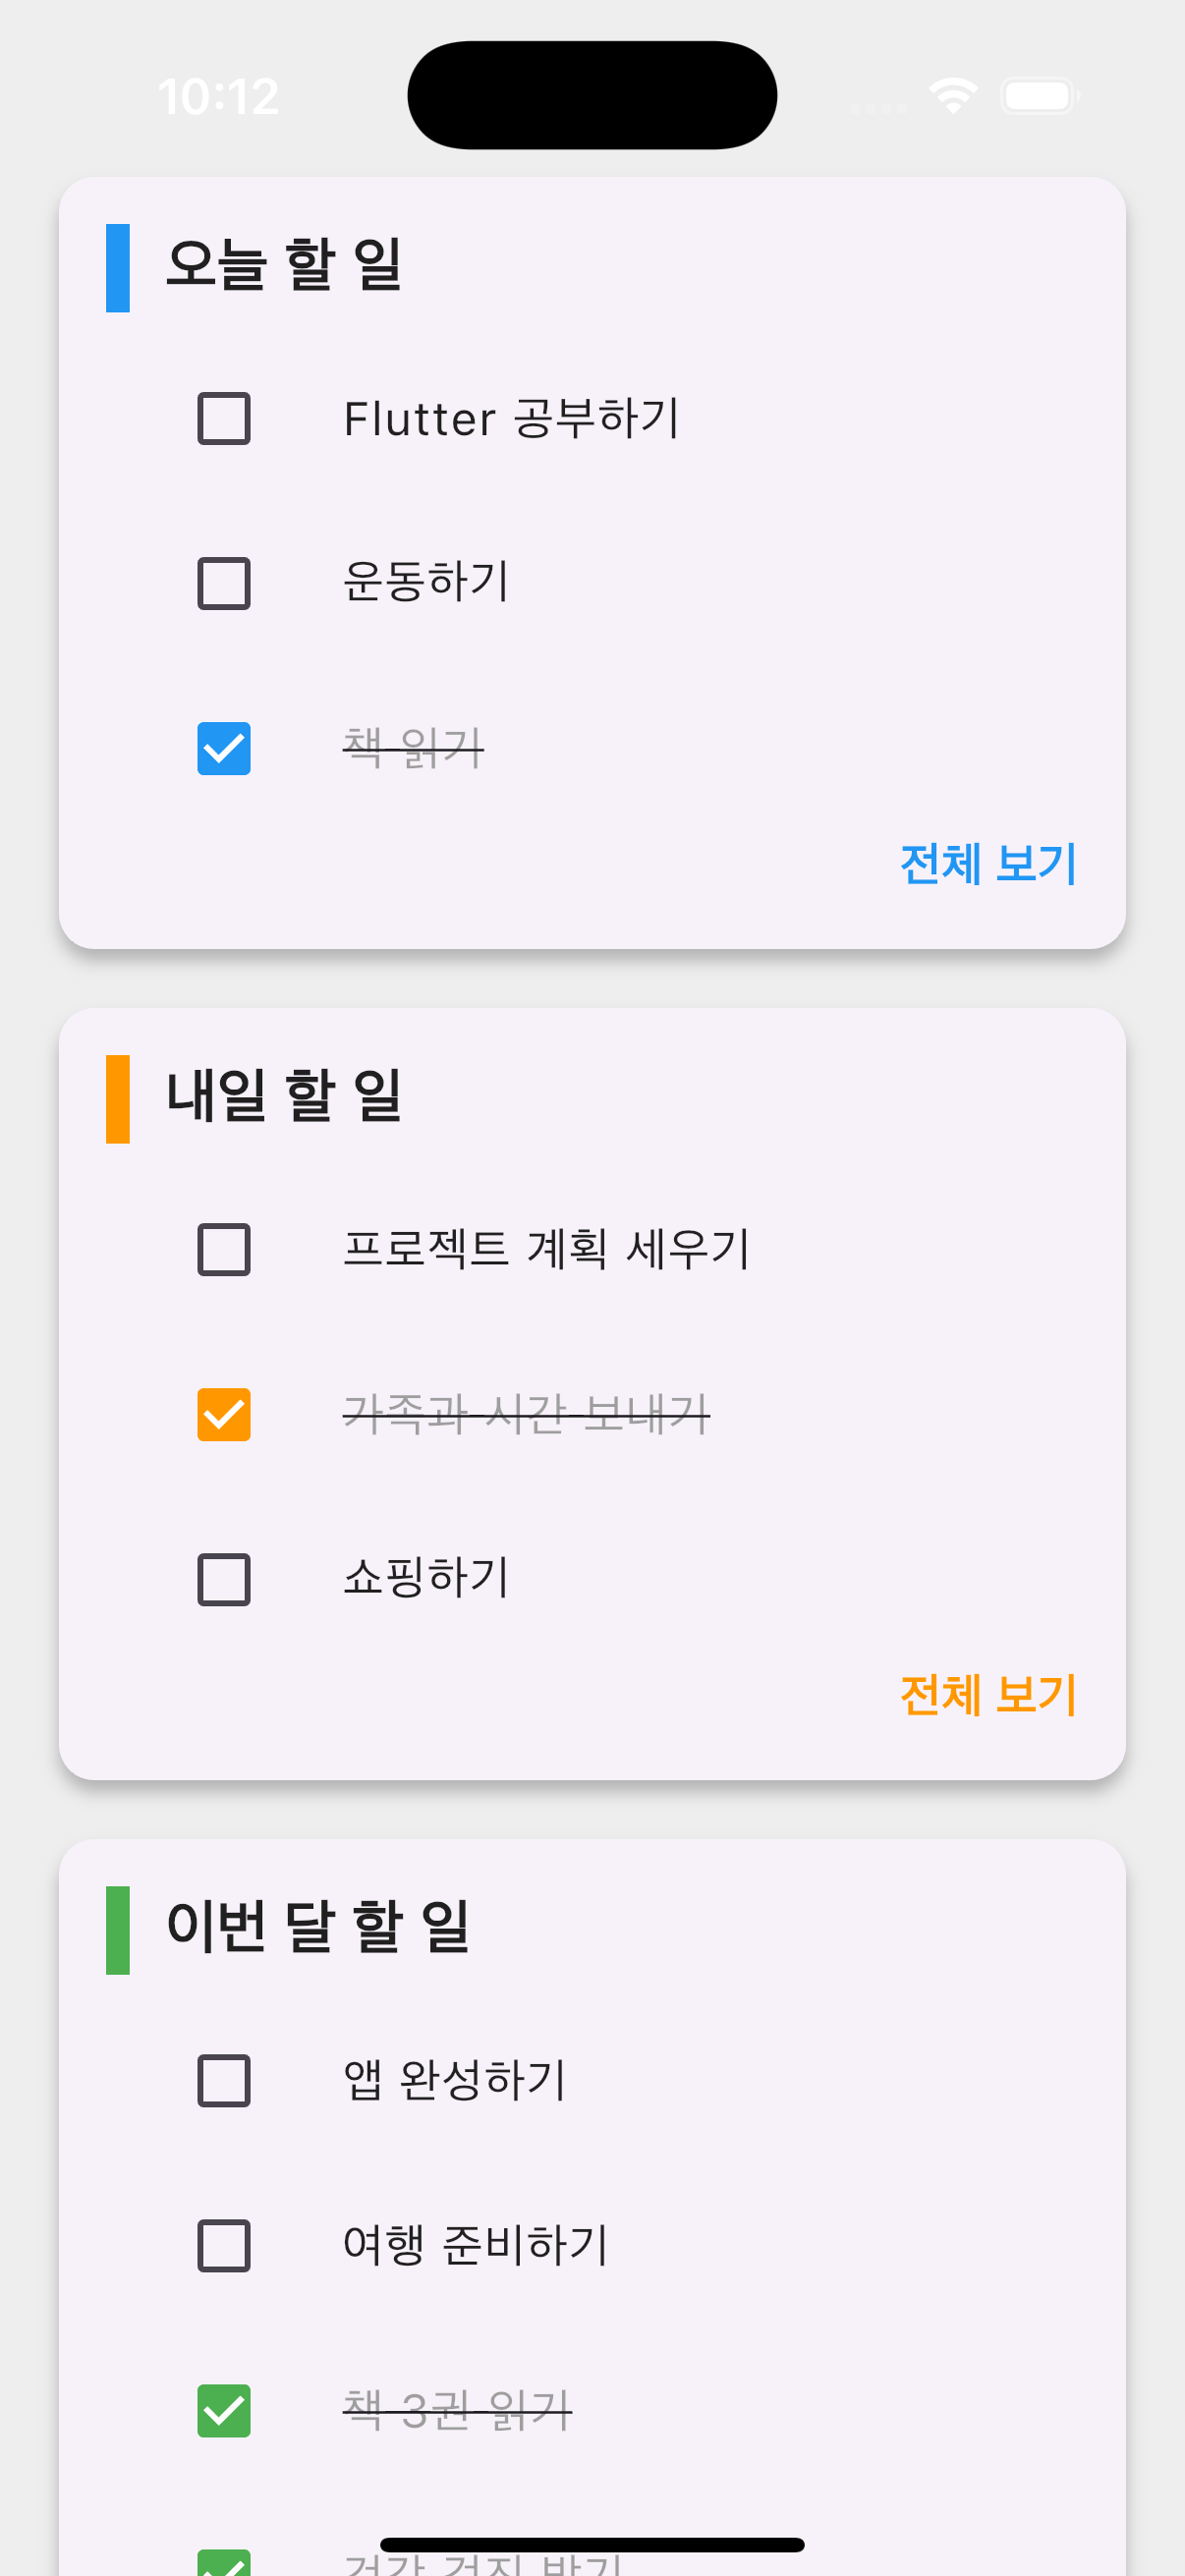 10:12
오늘 할 일
Flutter 공부하기
운동하기
책 읽기
전체 보기
내일 할 일
프로젝트 계획 세우기
가족과 시간 보내기
쇼핑하기
전체 보기
이번 달 할 일
앱 완성하기
여행 준비하기
책 3권 읽기